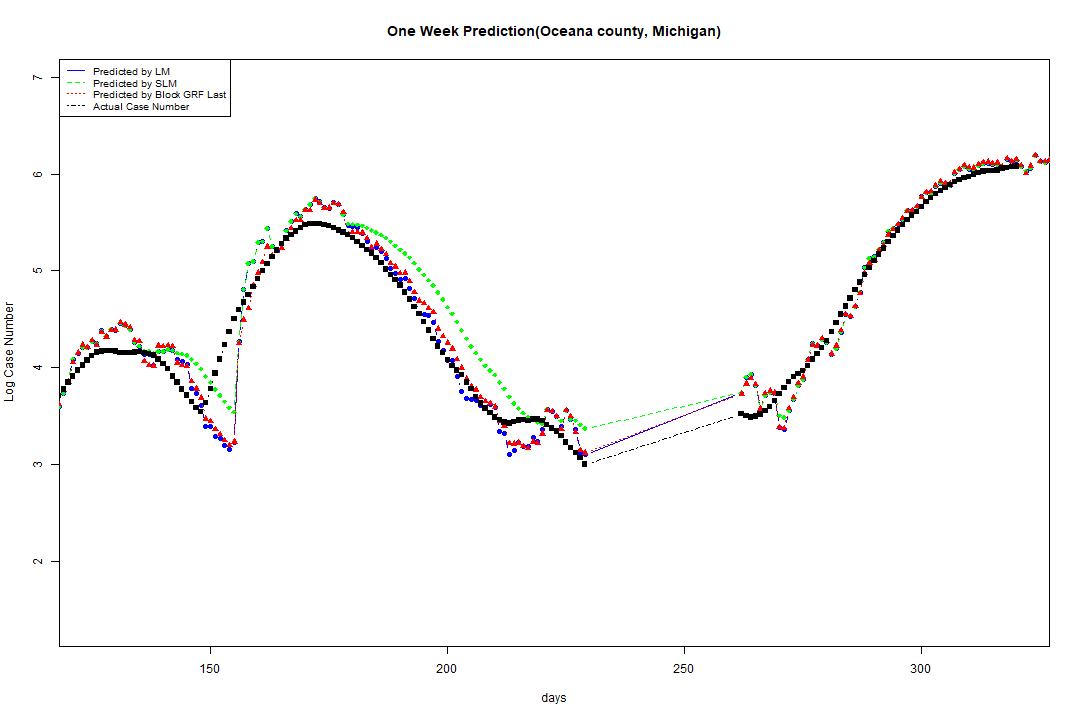 One Week Prediction(Oceana county, Michigan)
Predicted by LM
Predicted by SLM
Predicted by Block GRF Last
Actual Case Number
7
6
5
4
3
2
Log Case Number
150
200
250
300
days